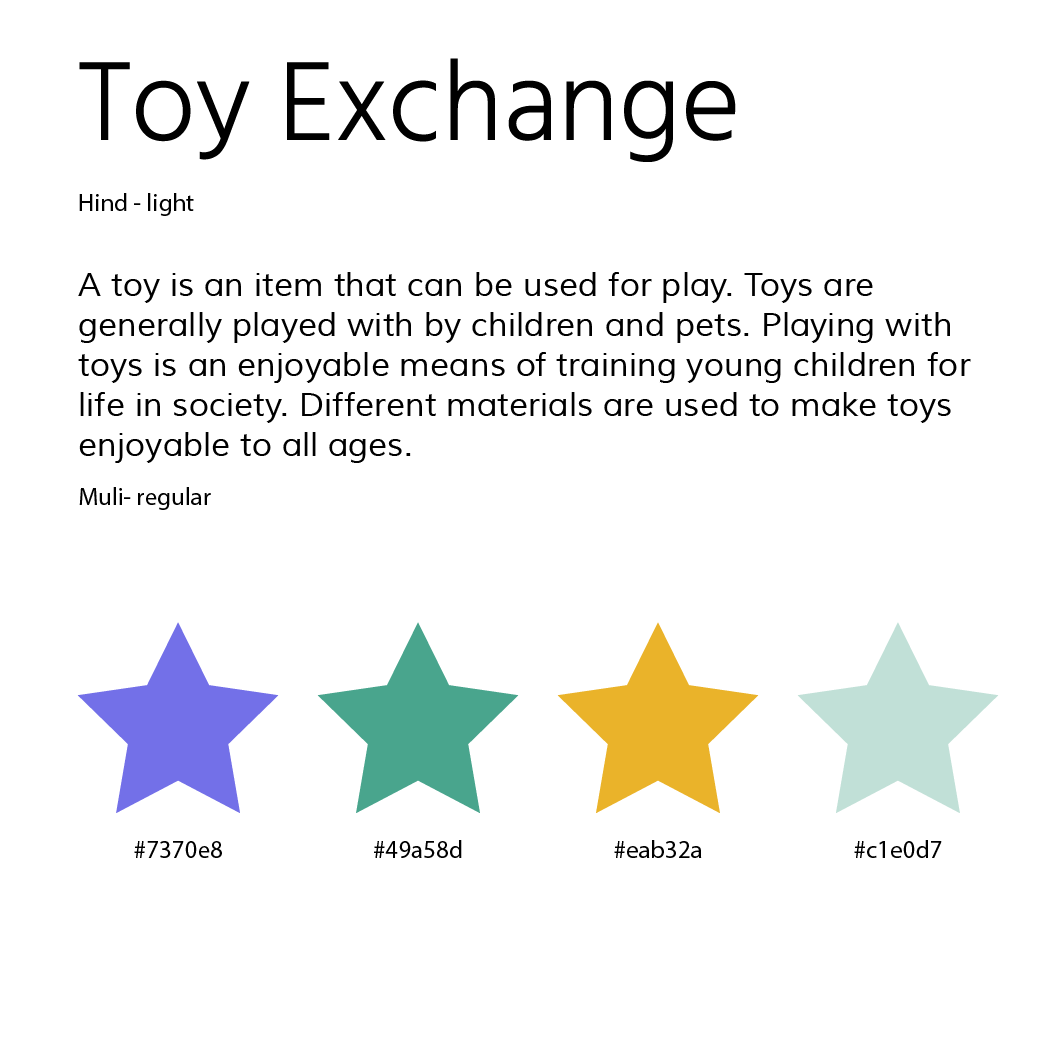 Toy Exchange
Hind - light
A toy is an item that can be used for play. Toys are
generally played with by children and pets. Playing with
toys is an enjoyable means of training young children for
life in society. Different materials are used to make toys
enjoyable to all ages.
Muli- regular
#7370e8 #49a58d #eab32a #c1e0d7